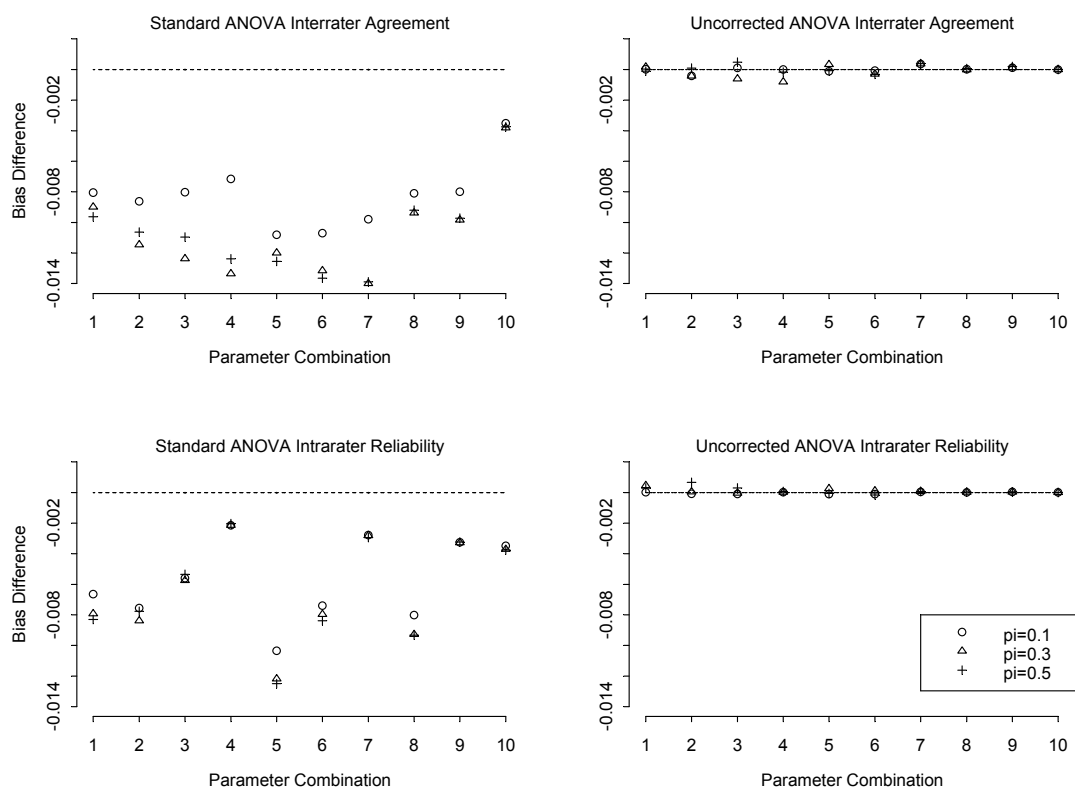 Standard ANOVA Interrater Agreement
Bias Difference
-0.002
-0.008
-0.014
1 2 3 4 5 6 7 8 9 10
Parameter Combination
Uncorrected ANOVA Interrater Agreement
Bias Difference
-0.002
-0.008
-0.014
1 2 3 4 5 6 7 8 9 10
Parameter Combination
Standard ANOVA Intrarater Reliability
Bias Difference
-0.002
-0.008
-0.014
1 2 3 4 5 6 7 8 9 10
Parameter Combination
Uncorrected ANOVA Intrarater Reliability
Bias Difference
-0.002
-0.008
-0.014
pi=0.1
pi=0.3
pi=0.5
1 2 3 4 5 6 7 8 9 10
Parameter Combination